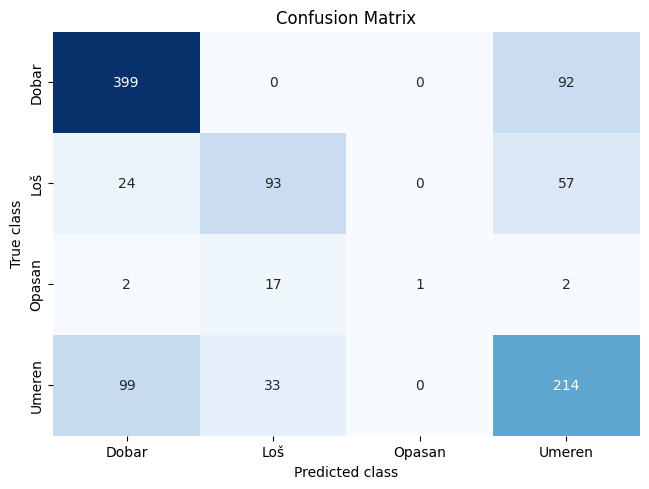 Confusion Matrix
True class
Dobar
399
0
0
92
Loš
24
93
0
57
Opasan
2
17
1
2
Umeren
99
33
0
214
Dobar
Loš
Opasan
Umeren
Predicted class